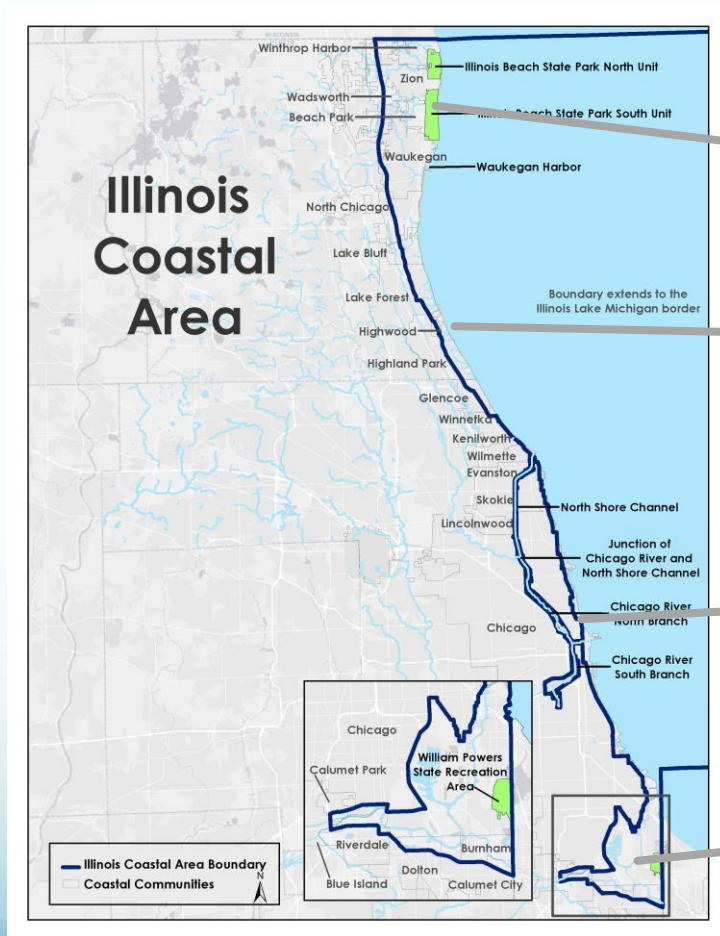 WISCONSIN
Winthrop Harbor
Illinois Beach State Park North Unit
Zion
Wadsworth
Beach Park
Illinois Beach State Park South Unit
Waukegan
Waukegan Harbor
Illinois
Coastal
Area
North Chicago
Lake Bluff
Lake Forest
Boundary extends to the
Illinois Lake Michigan border
Highwood
Highland Park
Glencoe
Winnetka
Kenilworth
Wilmette
Evanston
Skokie
North Shore Channel
Lincolnwood
Junction of
Chicago River and
North Shore Channel
Chicago River
North Branch
Chicago
Chicago River
South Branch
Chicago
William Powers
State Recreation
Area
Calumet Park
Riverdale
Burnham
Dolton
Blue Island
Calumet City
Illinois Coastal Area Boundary
Coastal Communities
N